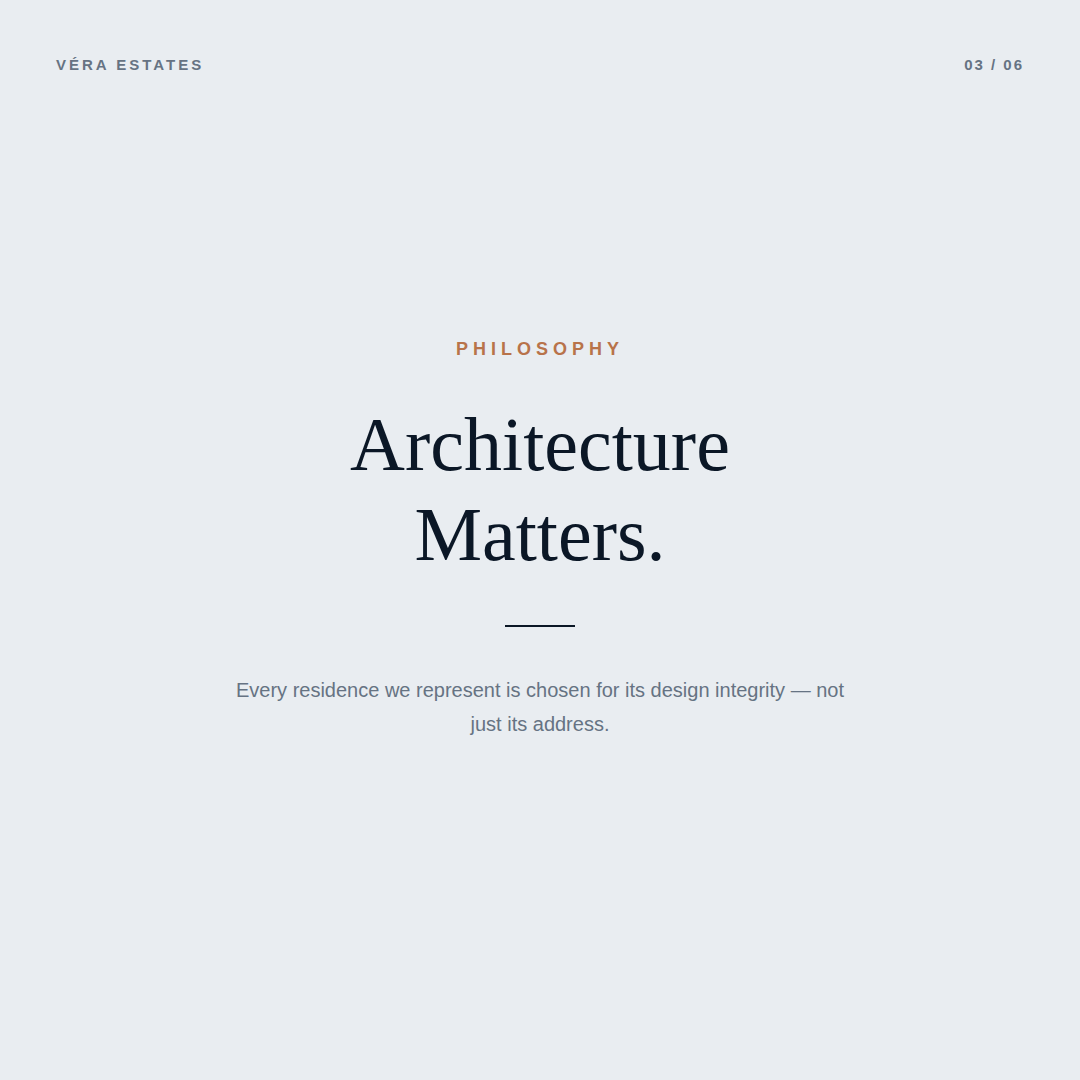 VÉRA ESTATES
03 / 06
PHILOSOPHY
Architecture
Matters.
Every residence we represent is chosen for its design integrity — not
just its address.